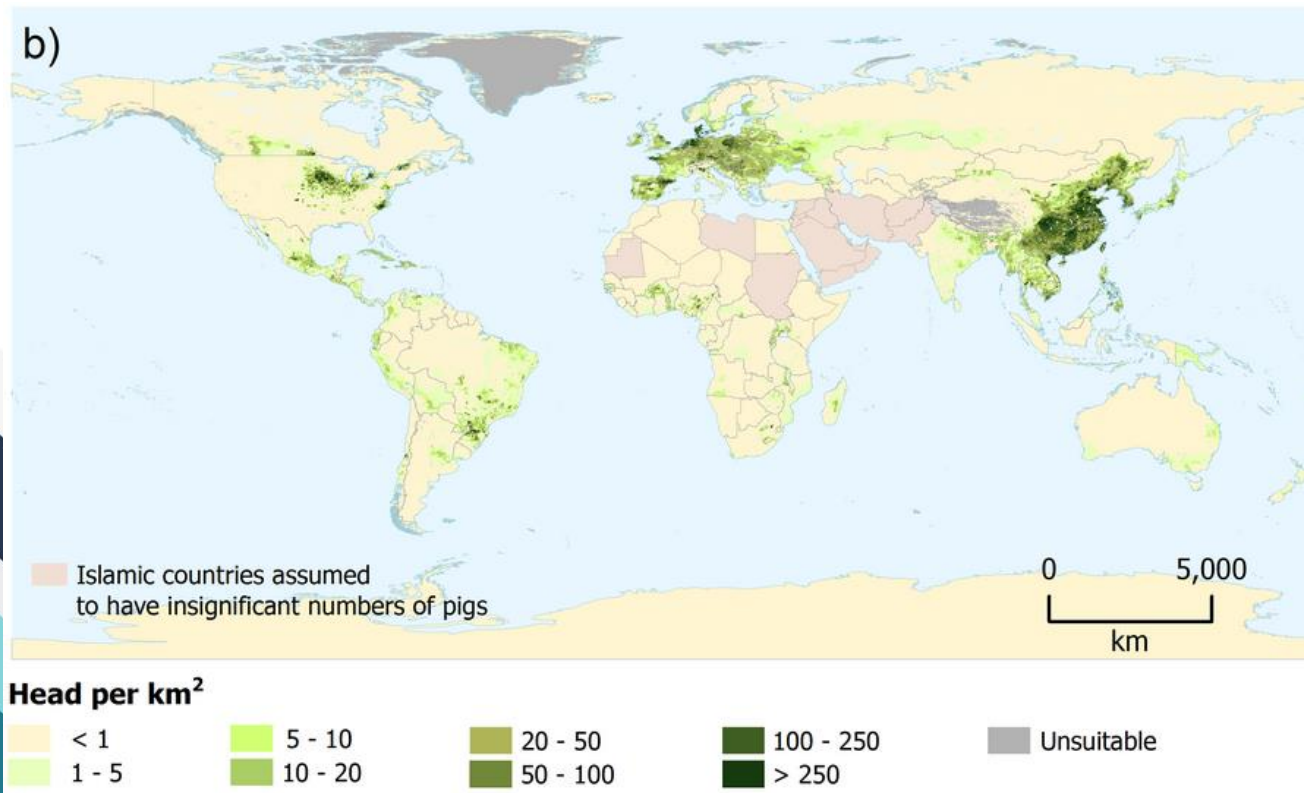 b)
Islamic countries assumed
to have insignificant numbers of pigs
0 5,000
km
Head per km²
< 1 5 - 10 20 - 50 100 - 250 Unsuitable
1 - 5 10 - 20 50 - 100 > 250